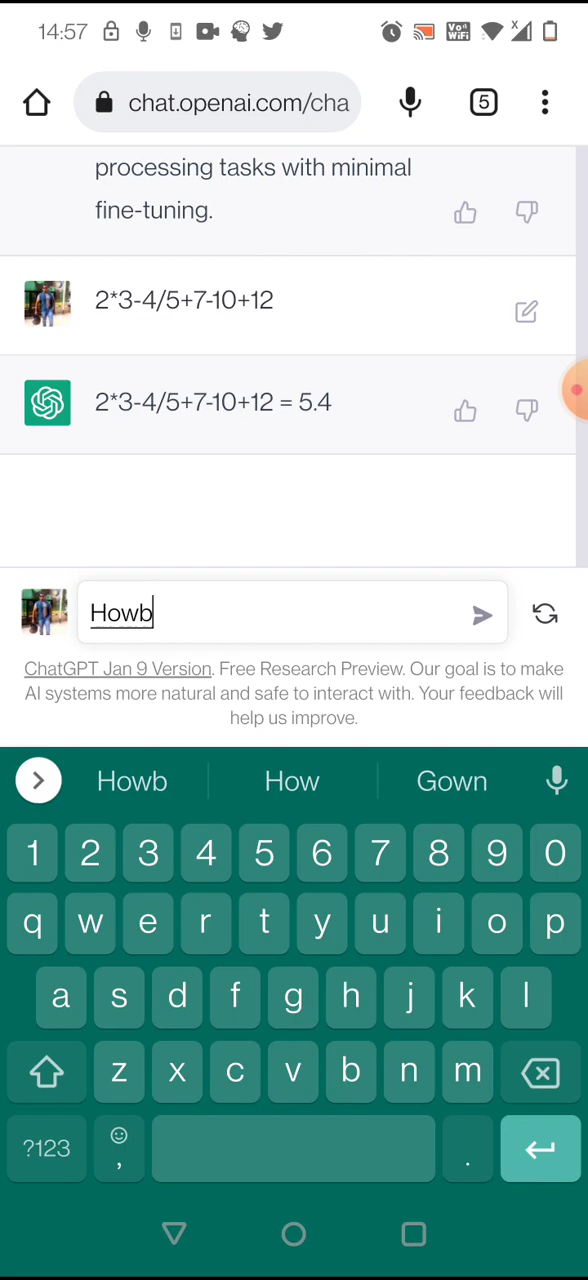 14:57
Vo))
WiFi
X
chat.openai.com/cha
5
processing tasks with minimal
fine-tuning.
2*3-4/5+7-10+12
2*3-4/5+7-10+12 = 5.4
Howb
ChatGPT Jan 9 Version. Free Research Preview. Our goal is to make
AI systems more natural and safe to interact with. Your feedback will
help us improve.
Howb How Gown
1 2 3 4 5 6 7 8 9 0
q w e r t y u i o p
a s d f g h j k l
z x c v b n m
?123 , .